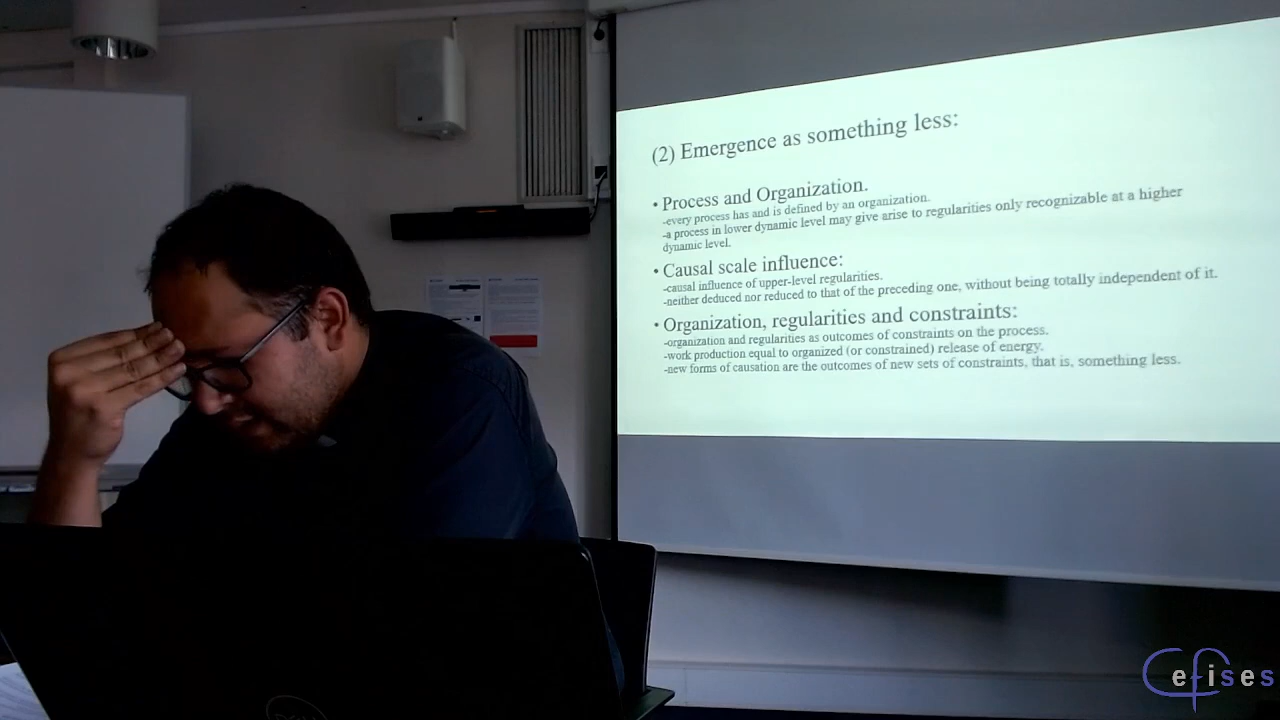 (2) Emergence as something less:
• Process and Organization.
-every process has and is defined by an organization.
-a process in lower dynamic level may give arise to regularities only recognizable at a higher
dynamic level.
• Causal scale influence:
-causal influence of upper-level regularities.
-neither deduced nor reduced to that of the preceding one, without being totally independent of it.
• Organization, regularities and constraints:
-organization and regularities as outcomes of constraints on the process.
-work production equal to organized (or constrained) release of energy.
-new forms of causation are the outcomes of new sets of constraints, that is, something less.
Cefises